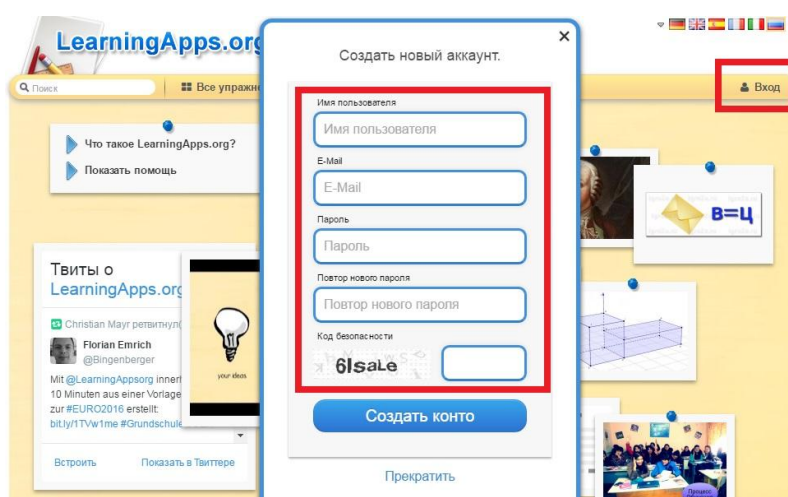 LearningApps.org
Поиск
Все упражне
Вход
Что такое LearningApps.org?
Показать помощь
Твиты о
LearningApps.org
Christian Mayr ретвитнул(
Florian Emrich
@Bingenberger
Mit @LearningAppsorg inner
10 Minuten aus einer Vorlage
zur #EURO2016 erstellt:
bit.ly/1TVw1me #Grundschule
Встроить
Показать в Твиттере
your ideas
Создать новый аккаунт.
Имя пользователя
Имя пользователя
E-Mail
E-Mail
Пароль
Пароль
Повтор нового пароля
Повтор нового пароля
Код безопасности
6IsaLe
Создать конто
Прекратить
в=ц
Процесс